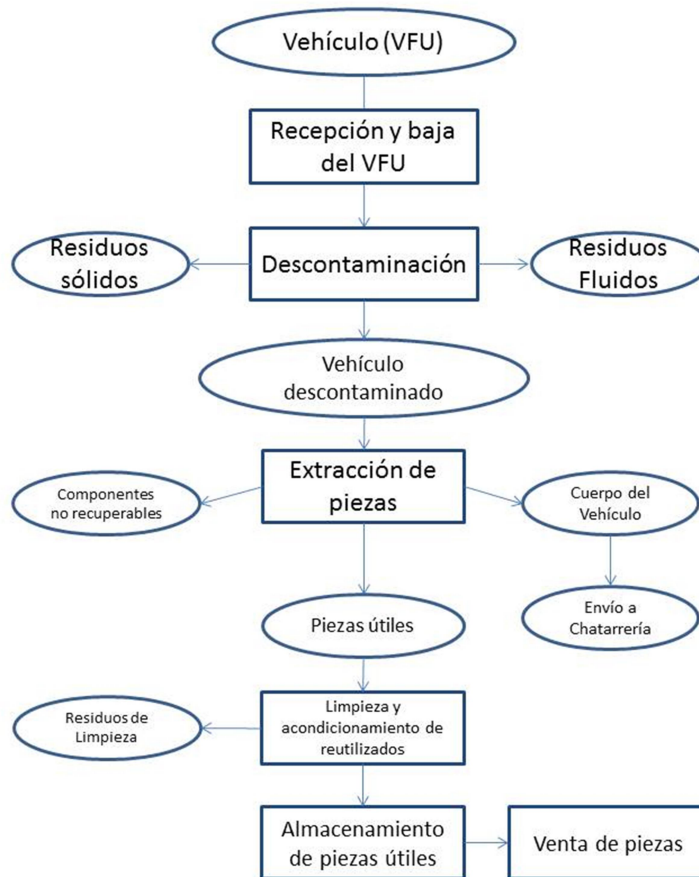 Vehículo (VFU)
Recepción y baja
del VFU
Residuos
sólidos
Descontaminación
Residuos
Fluidos
Vehículo
descontaminado
Componentes
no recuperables
Extracción de
piezas
Cuerpo del
Vehículo
Envío a
Chatarrería
Piezas útiles
Residuos de
Limpieza
Limpieza y
acondicionamiento de
reutilizados
Almacenamiento
de piezas útiles
Venta de piezas